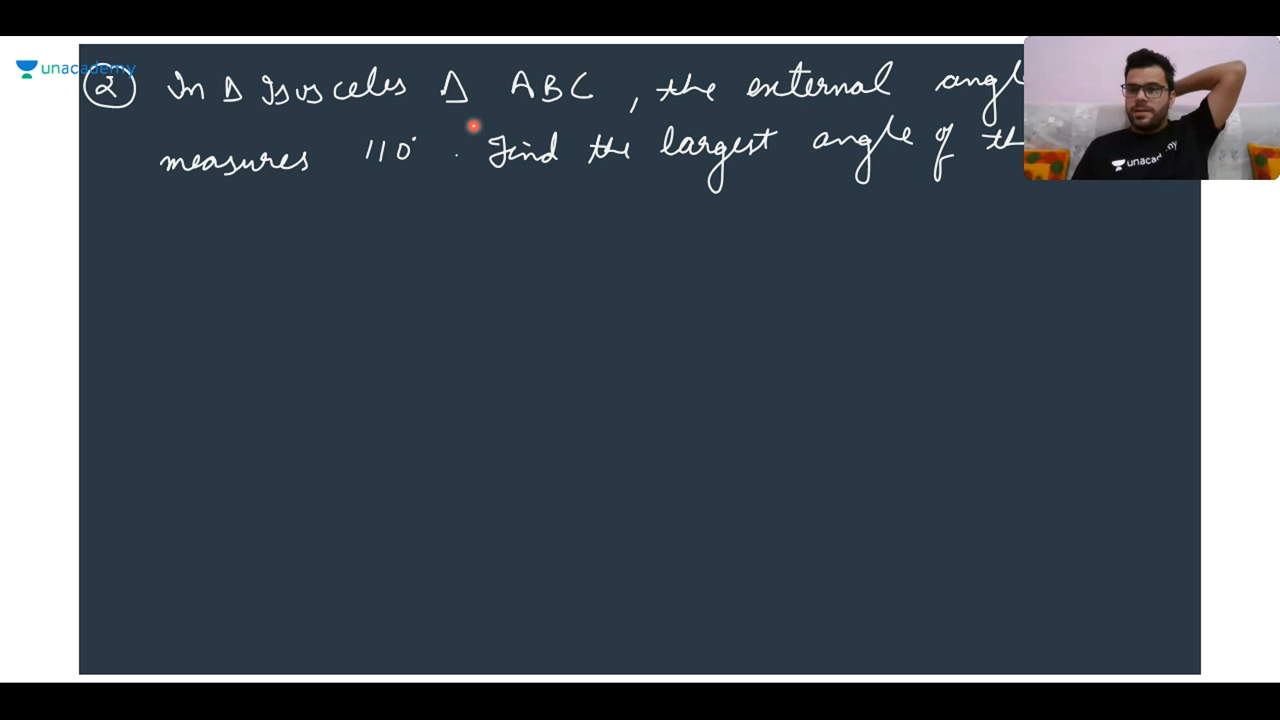 unacademy
② In Δ Isosceles Δ ABC, the external angl
measures 110°. Find the largest angle of th
unacademy